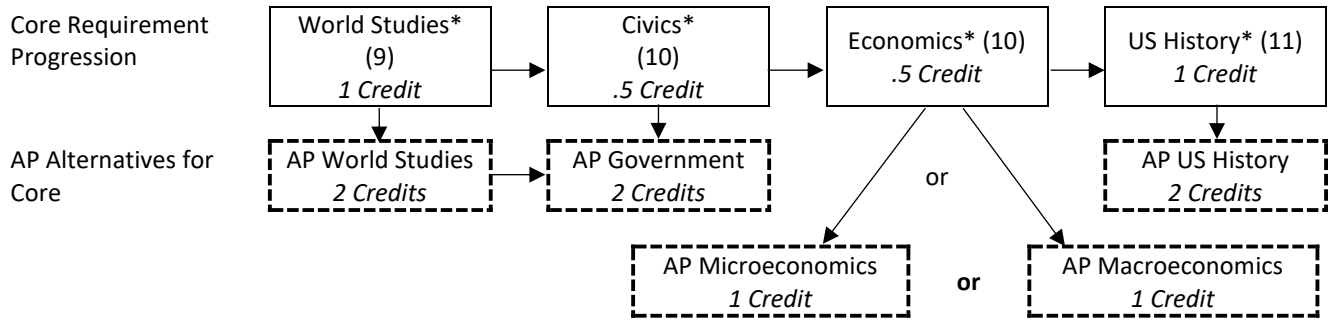 Core Requirement
Progression
World Studies*
(9)
1 Credit
Civics*
(10)
.5 Credit
Economics* (10)
.5 Credit
US History* (11)
1 Credit
AP Alternatives for
Core
AP World Studies
2 Credits
AP Government
2 Credits
or
AP US History
2 Credits
AP Microeconomics
1 Credit
or
AP Macroeconomics
1 Credit